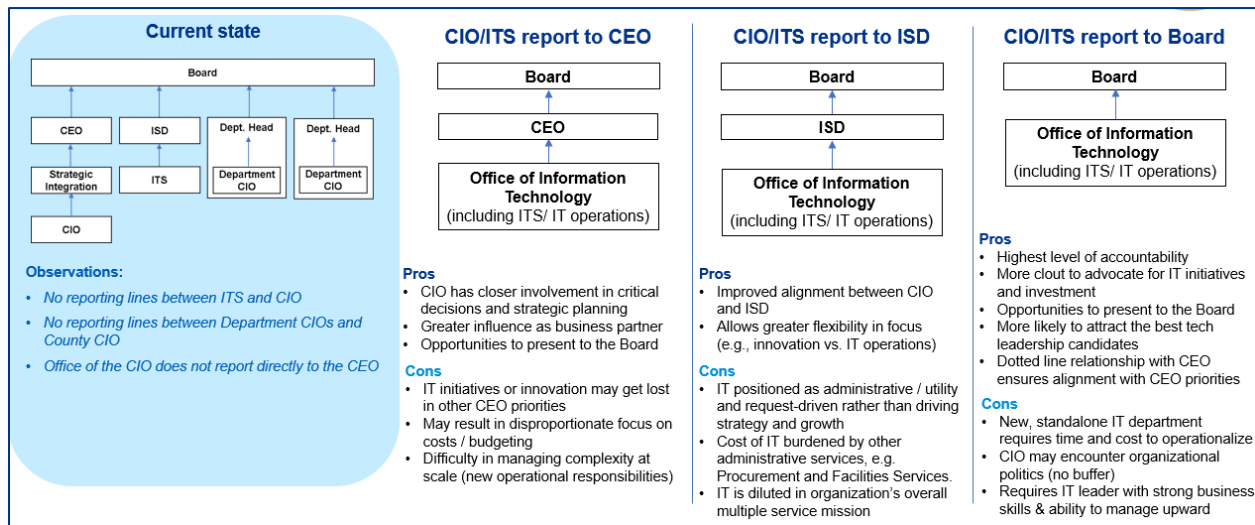 Current state
Board
CEO
ISD
Dept. Head
Dept. Head
Strategic
Integration
ITS
Department
CIO
Department
CIO
CIO
Observations:
• No reporting lines between ITS and CIO
• No reporting lines between Department CIOs and
County CIO
• Office of the CIO does not report directly to the CEO
CIO/ITS report to CEO
Board
CEO
Office of Information
Technology
(including ITS/ IT operations)
Pros
• CIO has closer involvement in critical
decisions and strategic planning
• Greater influence as business partner
• Opportunities to present to the Board
Cons
• IT initiatives or innovation may get lost
in other CEO priorities
• May result in disproportionate focus on
costs / budgeting
• Difficulty in managing complexity at
scale (new operational responsibilities)
CIO/ITS report to ISD
Board
ISD
Office of Information
Technology
(including ITS/ IT operations)
Pros
• Improved alignment between CIO
and ISD
• Allows greater flexibility in focus
(e.g., innovation vs. IT operations)
Cons
• IT positioned as administrative / utility
and request-driven rather than driving
strategy and growth
• Cost of IT burdened by other
administrative services, e.g.
Procurement and Facilities Services.
• IT is diluted in organization's overall
multiple service mission
CIO/ITS report to Board
Board
Office of Information
Technology
(including ITS/ IT operations)
Pros
• Highest level of accountability
• More clout to advocate for IT initiatives
and investment
• Opportunities to present to the Board
• More likely to attract the best tech
leadership candidates
• Dotted line relationship with CEO
ensures alignment with CEO priorities
Cons
• New, standalone IT department
requires time and cost to operationalize
• CIO may encounter organizational
politics (no buffer)
• Requires IT leader with strong business
skills & ability to manage upward